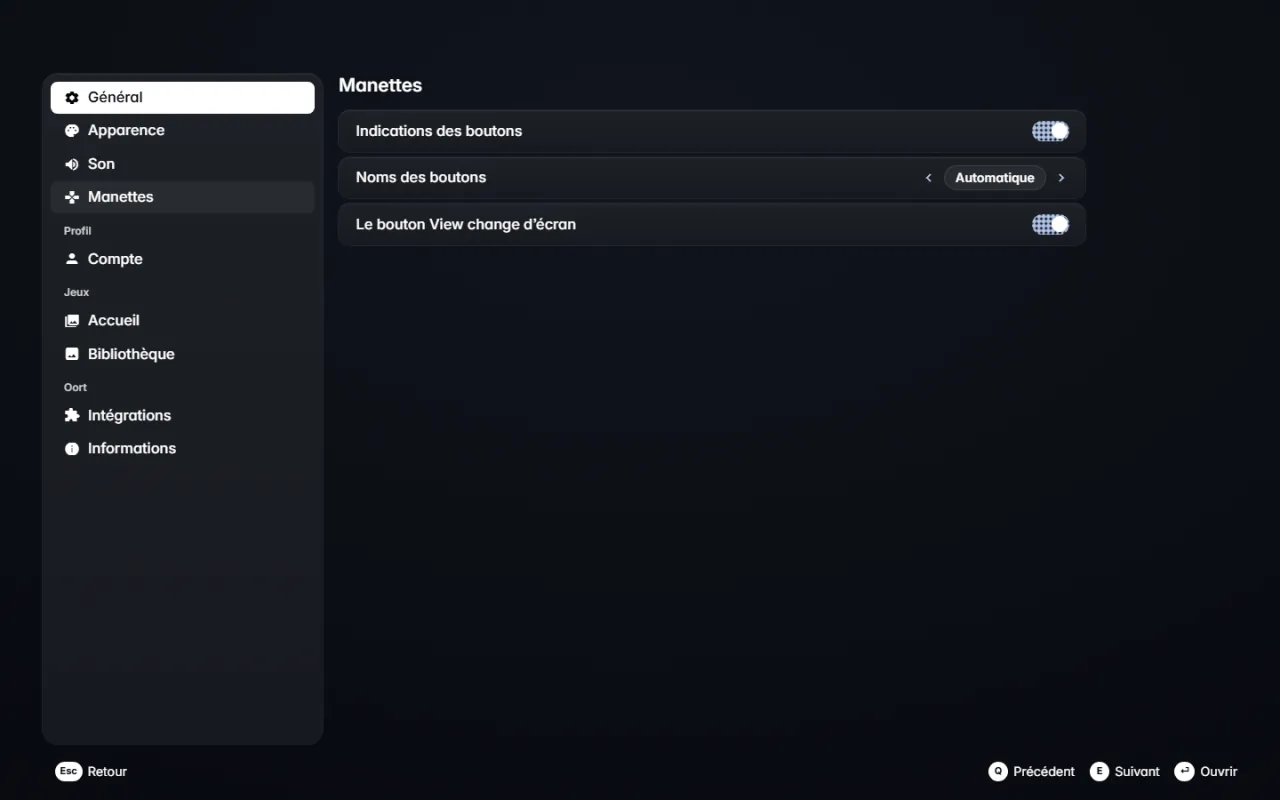 Général
Apparence
Son
Manettes
Profil
Compte
Jeux
Accueil
Bibliothèque
Oort
Intégrations
Informations
Manettes
Indications des boutons
Noms des boutons
Automatique
Le bouton View change d’écran
Esc Retour
Q Précédent
E Suivant
Ouvrir